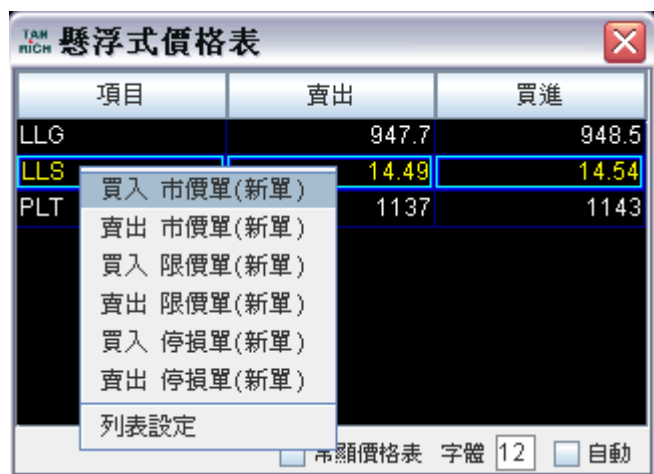 TAN RICH 懸浮式價格表
項目 賣出 買進
LLG 947.7 948.5
LLS 14.49 14.54
PLT 1137 1143
買入 市價單(新單)
賣出 市價單(新單)
買入 限價單(新單)
賣出 限價單(新單)
買入 停損單(新單)
賣出 停損單(新單)
列表設定
常顯價格表 字體 12 自動